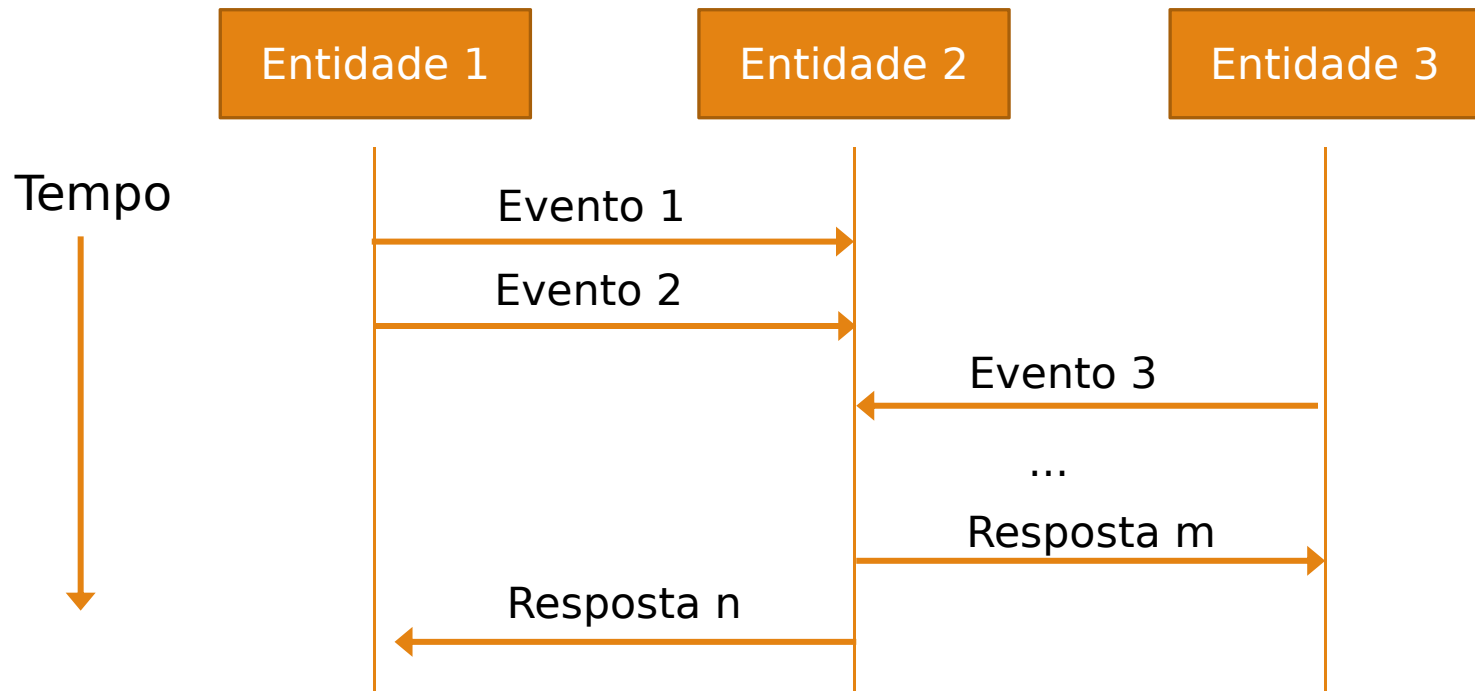 Entidade 1
Entidade 2
Entidade 3
Tempo
Evento 1
Evento 2
Evento 3
...
Resposta m
Resposta n